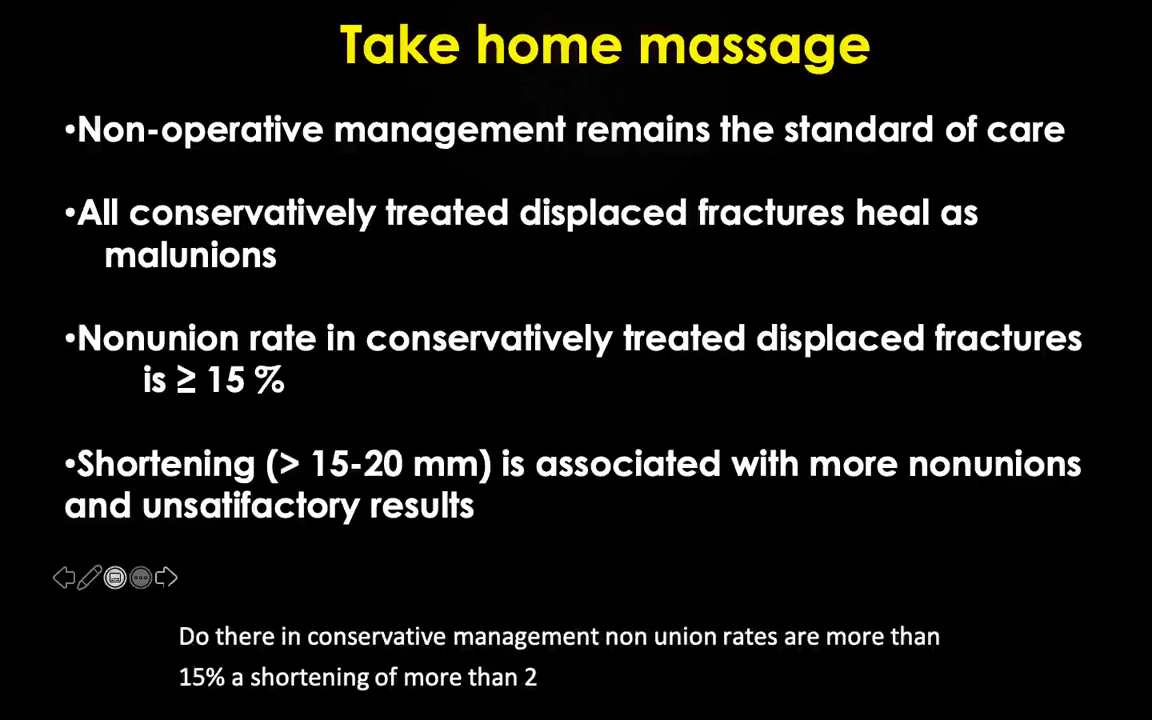 Take home massage
•Non-operative management remains the standard of care
•All conservatively treated displaced fractures heal as
malunions
•Nonunion rate in conservatively treated displaced fractures
is ≥ 15 %
•Shortening (> 15-20 mm) is associated with more nonunions
and unsatifactory results
Do there in conservative management non union rates are more than
15% a shortening of more than 2